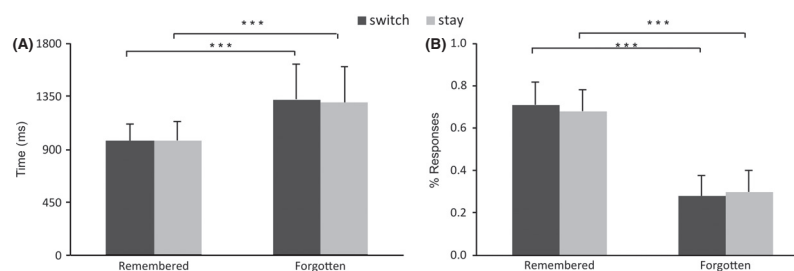 switch stay
(A)
Time (ms)
1800
1350
900
450
0
***
***
Remembered Forgotten
(B)
% Responses
1.0
0.8
0.6
0.4
0.2
0.0
***
***
Remembered Forgotten